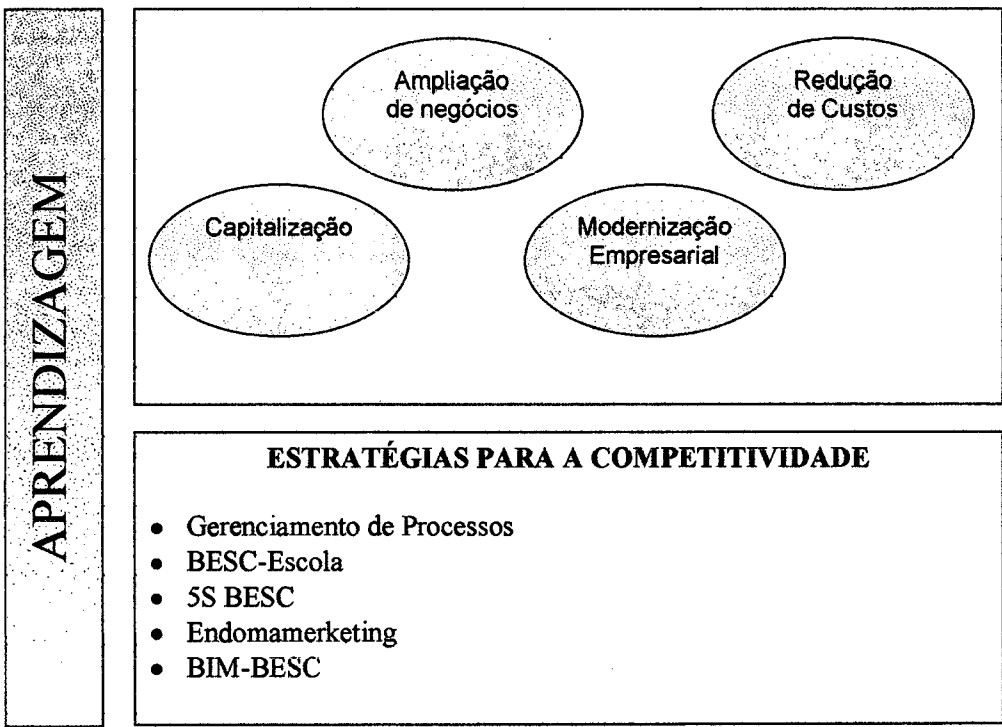 APRENDIZAGEM
Ampliação
de negócios
Redução
de Custos
Capitalização
Modernização
Empresarial
ESTRATÉGIAS PARA A COMPETITIVIDADE
• Gerenciamento de Processos
• BESC-Escola
• 5S BESC
• Endomamerketing
• BIM-BESC